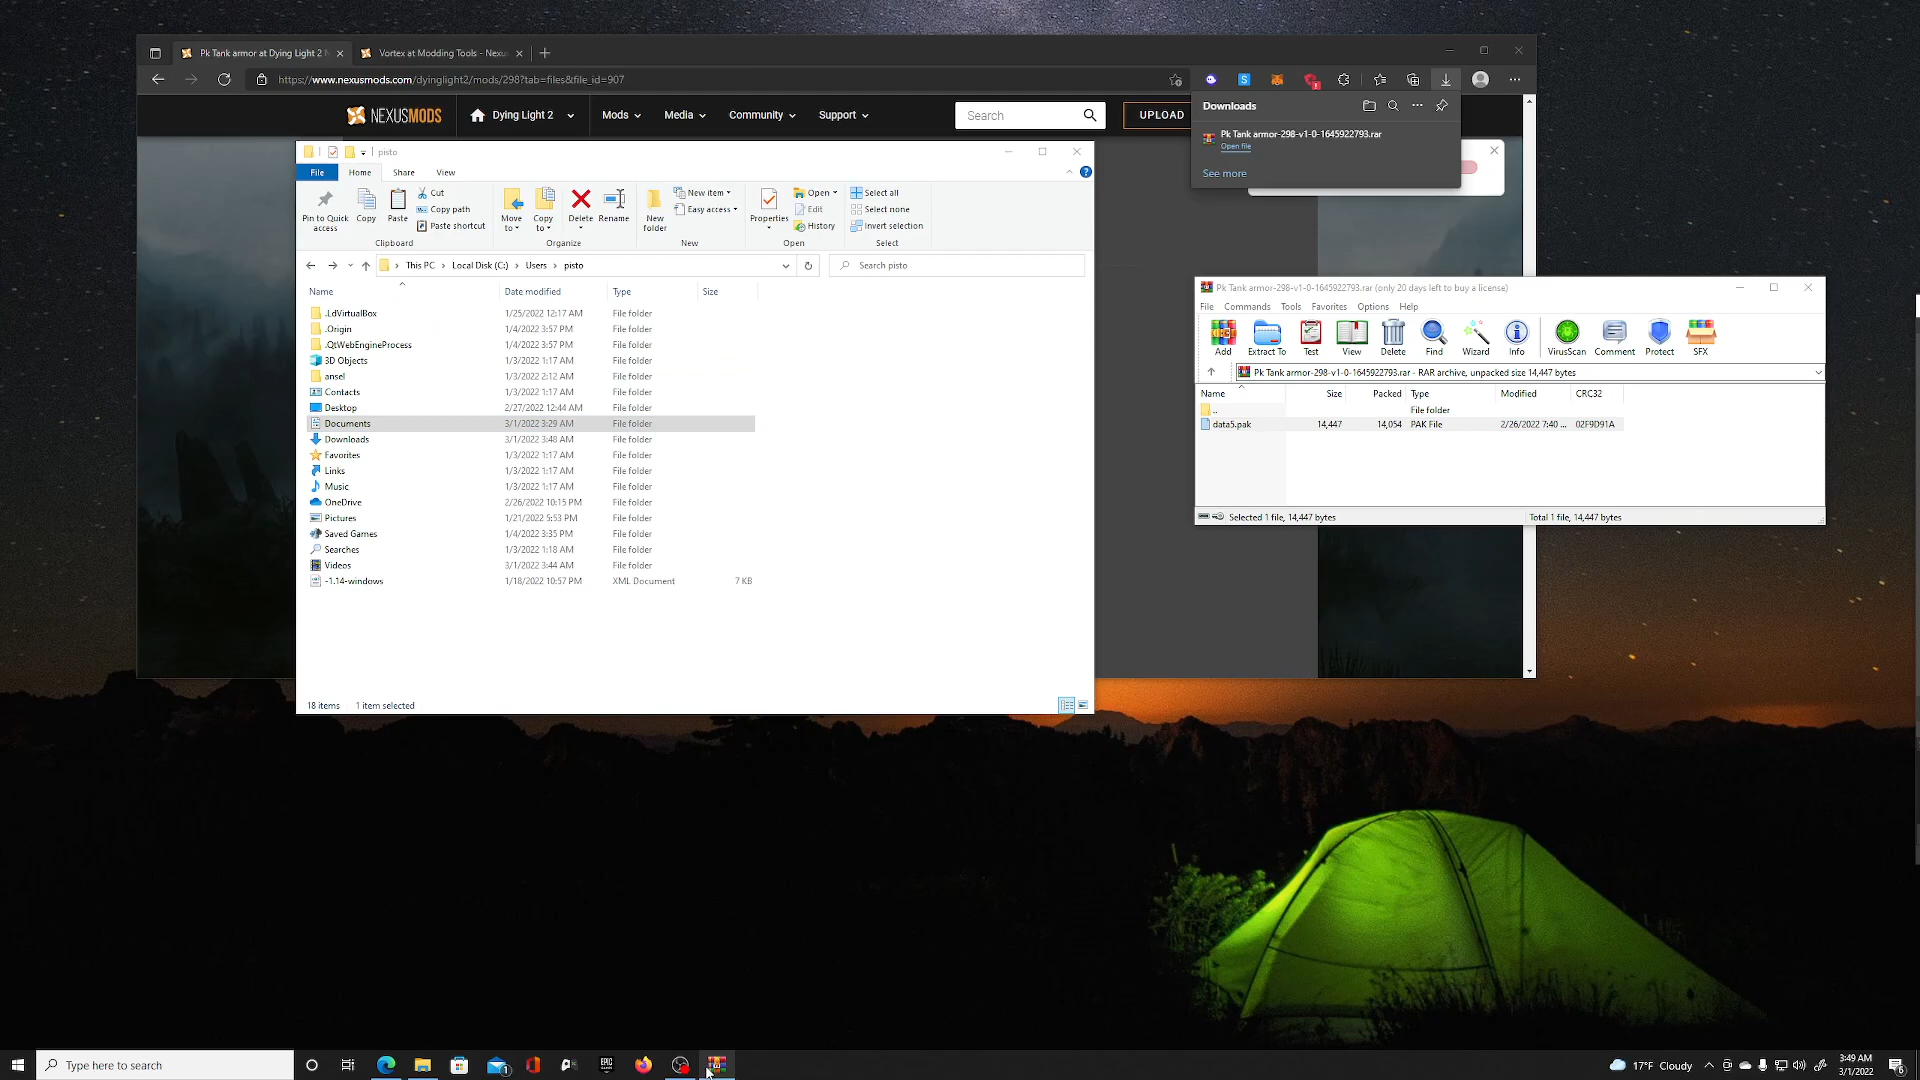 Pk Tank armor at Dying Light 2 N
Vortex at Modding Tools - Nexus
https://www.nexusmods.com/dyinglight2/mods/298?tab=files&file_id=907
NEXUSMODS
Dying Light 2
Mods
Media
Community
Support
Search
UPLOAD
Downloads
Pk Tank armor-298-v1-0-1645922793.rar
Open file
See more
pisto
File
Home
Share
View
Pin to Quick access
Copy
Paste
Cut
Copy path
Paste shortcut
Clipboard
Move to
Copy to
Delete
Rename
Organize
New folder
New item
Easy access
New
Properties
Open
Edit
History
Open
Select all
Select none
Invert selection
Select
This PC > Local Disk (C:) > Users > pisto
Search pisto
Name Date modified Type Size
.LdVirtualBox 1/25/2022 12:17 AM File folder
.Origin 1/4/2022 3:57 PM File folder
.QtWebEngineProcess 1/4/2022 3:57 PM File folder
3D Objects 1/3/2022 1:17 AM File folder
ansel 1/3/2022 2:12 AM File folder
Contacts 1/3/2022 1:17 AM File folder
Desktop 2/27/2022 12:44 AM File folder
Documents 3/1/2022 3:29 AM File folder
Downloads 3/1/2022 3:48 AM File folder
Favorites 1/3/2022 1:17 AM File folder
Links 1/3/2022 1:17 AM File folder
Music 1/3/2022 1:17 AM File folder
OneDrive 2/26/2022 10:15 PM File folder
Pictures 1/21/2022 5:53 PM File folder
Saved Games 1/4/2022 3:35 PM File folder
Searches 1/3/2022 1:18 AM File folder
Videos 3/1/2022 3:44 AM File folder
-1.14-windows 1/18/2022 10:57 PM XML Document 7 KB
18 items 1 item selected
Pk Tank armor-298-v1-0-1645922793.rar (only 20 days left to buy a license)
File Commands Tools Favorites Options Help
Add Extract To Test View Delete Find Wizard Info VirusScan Comment Protect SFX
Pk Tank armor-298-v1-0-1645922793.rar - RAR archive, unpacked size 14,447 bytes
Name Size Packed Type Modified CRC32
.. File folder
data5.pak 14,447 14,054 PAK File 2/26/2022 7:40 ... 02F9D91A
Selected 1 file, 14,447 bytes
Total 1 file, 14,447 bytes
Type here to search
17°F Cloudy
3:49 AM
3/1/2022